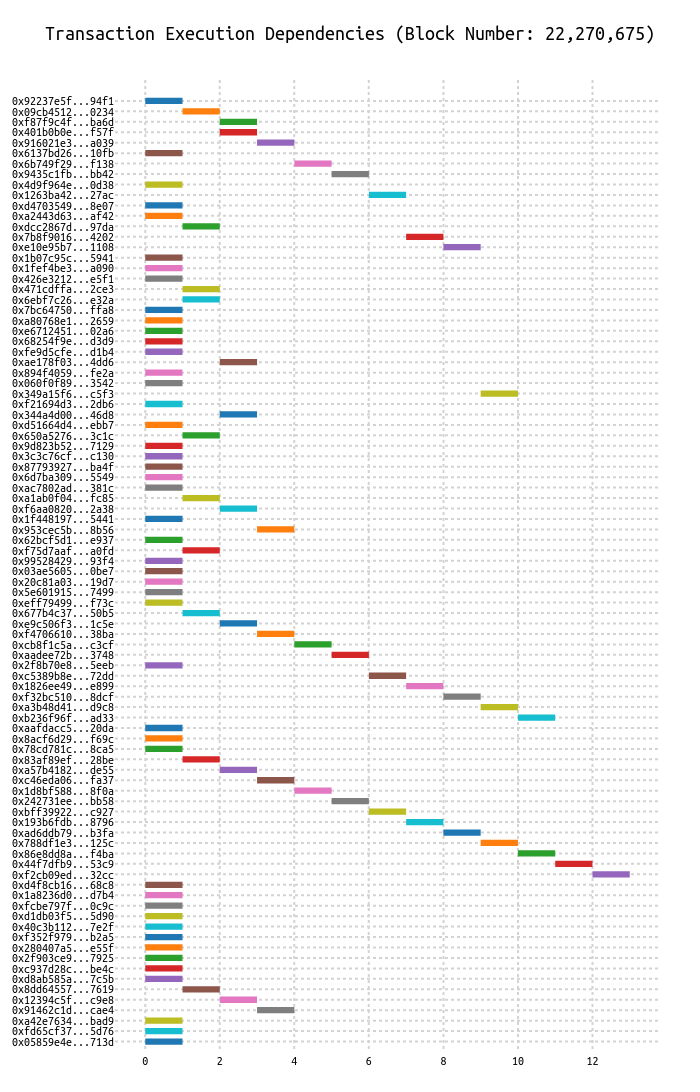 Transaction Execution Dependencies (Block Number: 22,270,675)
0x92237e5f...94f1
0x09cb4512...0234
0xf87f9c4f...ba6d
0x401b0b0e...f57f
0x916021e3...a039
0x6137bd26...10fb
0x6b749f29...f138
0x9435c1fb...bb42
0x4d9f964e...0d38
0x1263ba42...27ac
0xd4703549...8e07
0xa2443d63...af42
0xdcc2867d...97da
0x7b8f9016...4202
0xe10e95b7...1108
0x1b07c95c...5941
0x1fef4be3...a090
0x426e3212...e5f1
0x471cdffa...2ce3
0x6ebf7c26...e32a
0x7bc64750...ffa8
0xa80768e1...2659
0xe6712451...02a6
0x68254f9e...d3d9
0xfe9d5cfe...d1b4
0xae178f03...4dd6
0x894f4059...fe2a
0x060f0f89...3542
0x349a15f6...c5f3
0xf21694d3...2db6
0x344a4d00...46d8
0xd51664d4...ebb7
0x650a5276...3c1c
0x9d823b52...7129
0x3c3c76cf...c130
0x87793927...ba4f
0x6d7ba309...5549
0xac7802ad...381c
0xa1ab0f04...fc85
0xf6aa0820...2a38
0x1f448197...5441
0x953cec5b...8b56
0x62bcf5d1...e937
0xf75d7aaf...a0fd
0x99528429...93f4
0x03ae5605...0be7
0x20c81a03...19d7
0x5e601915...7499
0xeff79499...f73c
0x677b4c37...50b5
0xe9c506f3...1c5e
0xf4706610...38ba
0xcb8f1c5a...c3cf
0xaadee72b...3748
0x2f8b70e8...5eeb
0xc5389b8e...72dd
0x1826ee49...e899
0xf32bc510...8dcf
0xa3b48d41...d9c8
0xb236f96f...ad33
0xaafdacc5...20da
0x8acf6d29...f69c
0x78cd781c...8ca5
0x83af89ef...28be
0xa57b4182...de55
0xc46eda06...fa37
0x1d8bf588...8f0a
0x242731ee...bb58
0xbff39922...c927
0x193b6fdb...8796
0xad6ddb79...b3fa
0x788df1e3...125c
0x86e8dd8a...f4ba
0x44f7dfb9...53c9
0xf2cb09ed...32cc
0xd4f8cb16...68c8
0x1a8236d0...d7b4
0xfcbe797f...0c9c
0xd1db03f5...5d90
0x40c3b112...7e2f
0xf352f979...b2a5
0x280407a5...e55f
0x2f903ce9...7925
0xc937d28c...be4c
0xd8ab585a...7c5b
0x8dd64557...7619
0x12394c5f...c9e8
0x91462c1d...cae4
0xa42e7634...bad9
0xfd65cf37...5d76
0x05859e4e...713d
0 2 4 6 8 10 12